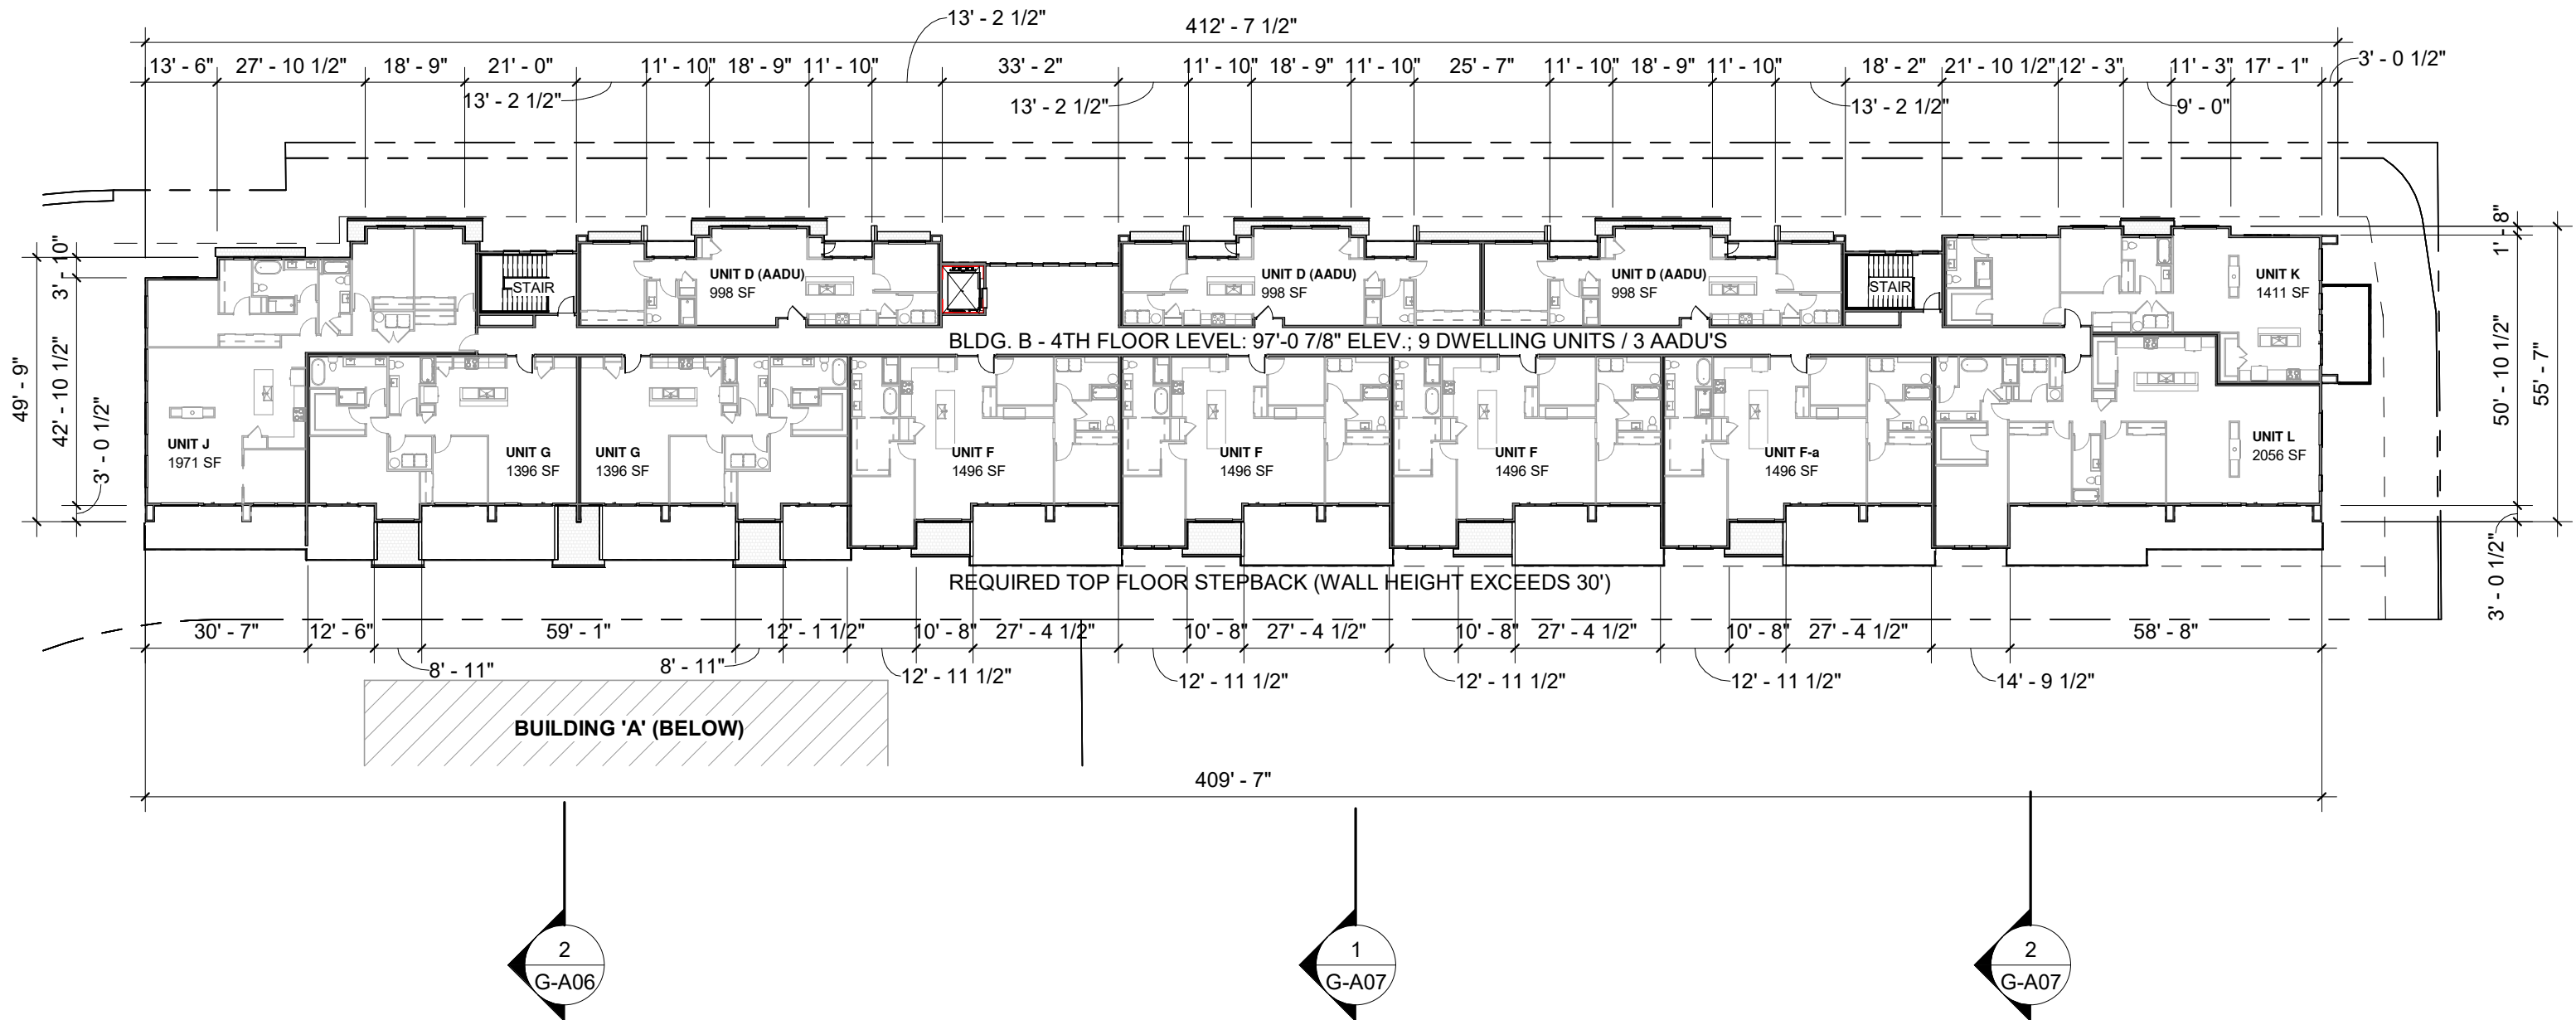 13' - 2 1/2"
412' - 7 1/2"
13' - 6"
27' - 10 1/2"
18' - 9"
21' - 0"
11' - 10"
18' - 9"
11' - 10"
33' - 2"
11' - 10"
18' - 9"
11' - 10"
25' - 7"
11' - 10"
18' - 9"
11' - 10"
18' - 2"
21' - 10 1/2"
12' - 3"
11' - 3"
17' - 1"
3' - 0 1/2"
13' - 2 1/2"
13' - 2 1/2"
13' - 2 1/2"
9' - 0"
3' - 10"
49' - 9"
42' - 10 1/2"
3' - 0 1/2"
1' - 8"
50' - 10 1/2"
55' - 7"
3' - 0 1/2"
STAIR
UNIT D (AADU)
998 SF
UNIT D (AADU)
998 SF
UNIT D (AADU)
998 SF
STAIR
UNIT K
1411 SF
BLDG. B - 4TH FLOOR LEVEL: 97'-0 7/8" ELEV.; 9 DWELLING UNITS / 3 AADU'S
UNIT J
1971 SF
UNIT G
1396 SF
UNIT G
1396 SF
UNIT F
1496 SF
UNIT F
1496 SF
UNIT F
1496 SF
UNIT F-a
1496 SF
UNIT L
2056 SF
REQUIRED TOP FLOOR STEPBACK (WALL HEIGHT EXCEEDS 30')
30' - 7"
12' - 6"
59' - 1"
12' - 1 1/2"
10' - 8"
27' - 4 1/2"
10' - 8"
27' - 4 1/2"
10' - 8"
27' - 4 1/2"
10' - 8"
27' - 4 1/2"
58' - 8"
8' - 11"
8' - 11"
12' - 11 1/2"
12' - 11 1/2"
12' - 11 1/2"
12' - 11 1/2"
14' - 9 1/2"
BUILDING 'A' (BELOW)
409' - 7"
2
G-A06
1
G-A07
2
G-A07